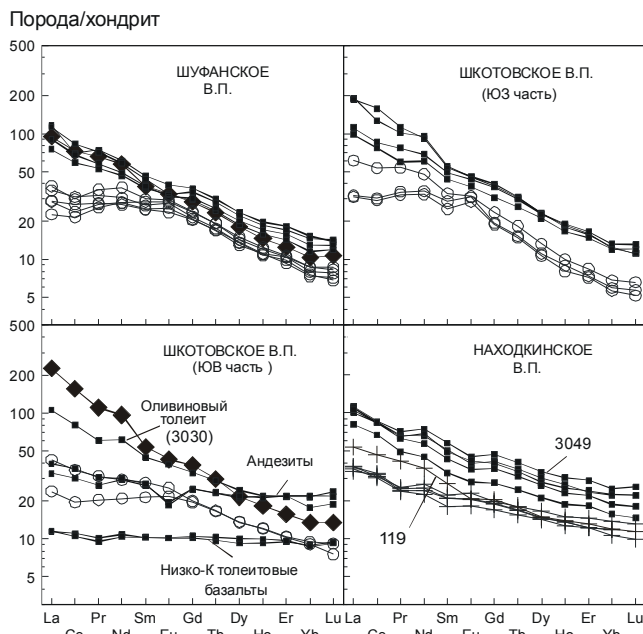 Порода/хондрит
500
200
100
50
20
10
5
ШУФАНСКОЕ
В.П.
ШКОТОВСКОЕ В.П.
(ЮЗ часть)
500
200
100
50
20
10
5
ШКОТОВСКОЕ В.П.
(ЮВ часть )
Оливиновый
толеит
(3030)
Андезиты
Низко-К толеитовые
базальты
НАХОДКИНСКОЕ
В.П.
3049
119
La Pr Sm Gd Dy Er Lu La Pr Sm Gd Dy Er Lu
Ce Nd Eu Tb Ho Yb Ce Nd Eu Tb Ho Yb